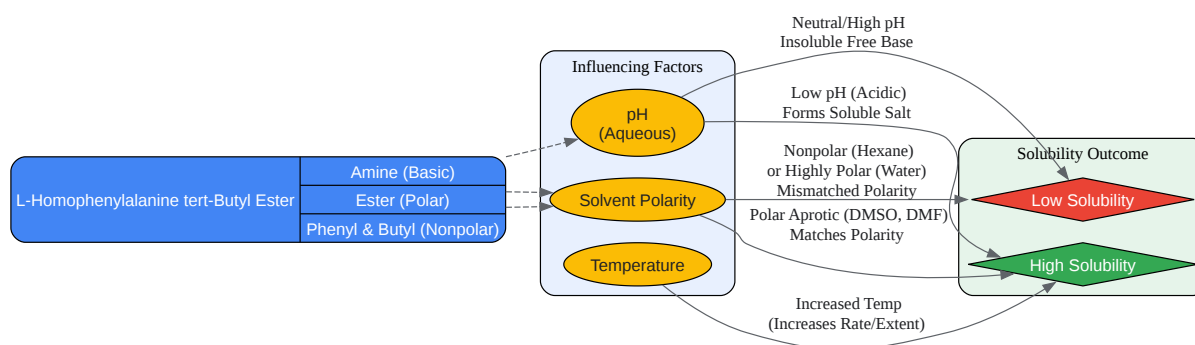 L-Homophenylalanine tert-Butyl Ester
Amine (Basic)
Ester (Polar)
Phenyl & Butyl (Nonpolar)
Influencing Factors
pH
(Aqueous)
Solvent Polarity
Temperature
Neutral/High pH
Insoluble Free Base
Low pH (Acidic)
Forms Soluble Salt
Nonpolar (Hexane)
or Highly Polar (Water)
Mismatched Polarity
Polar Aprotic (DMSO, DMF)
Matches Polarity
Increased Temp
(Increases Rate/Extent)
Solubility Outcome
Low Solubility
High Solubility